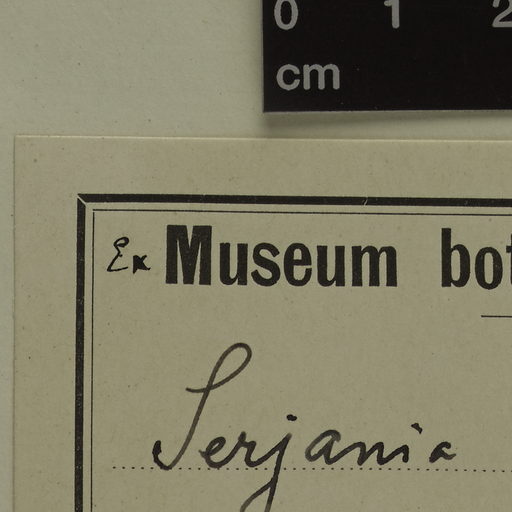 0 1 2
cm
Ex Museum bot
Serjania